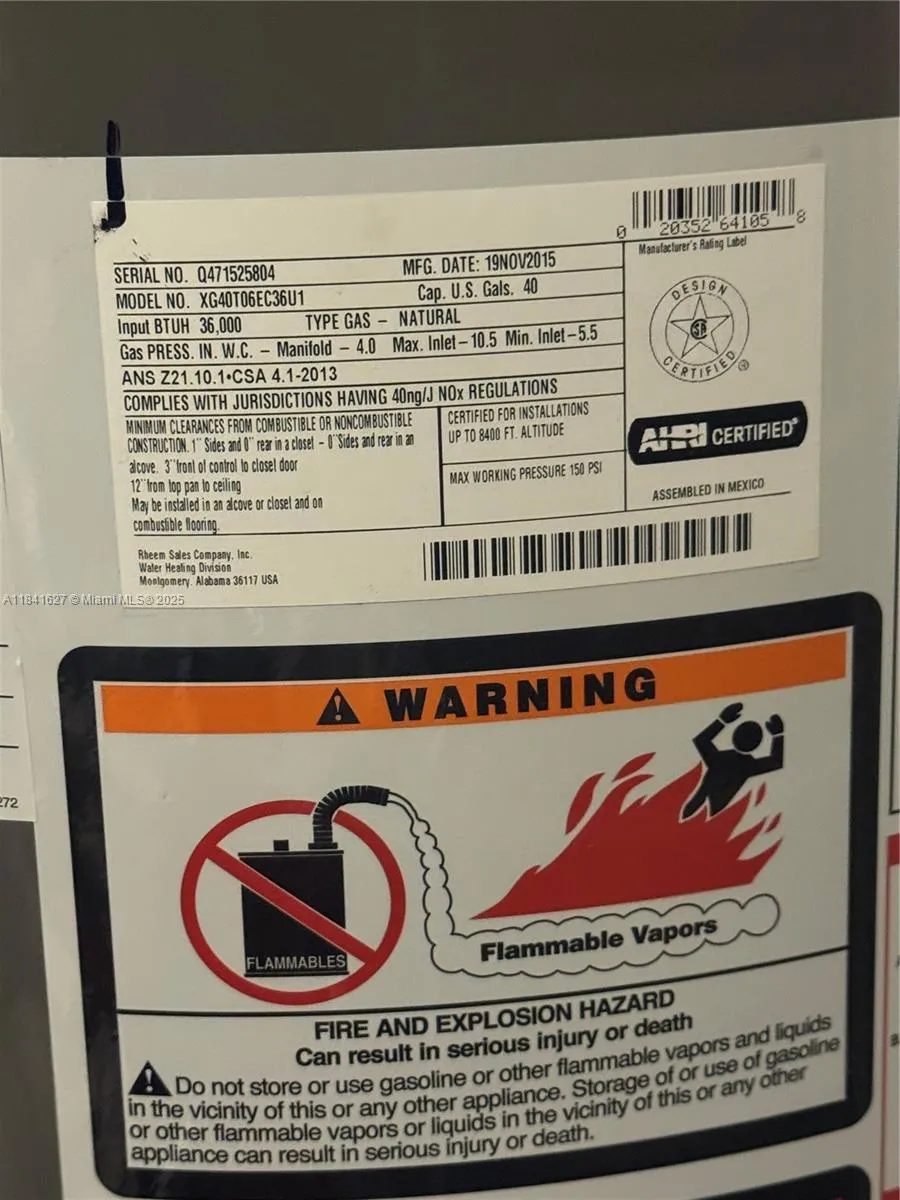 0 20352 64105 8
Manufacturer's Rating Label
SERIAL NO. Q471525804 MFG. DATE: 19NOV2015
MODEL NO. XG40T06EC36U1 Cap. U.S. Gals. 40
Input BTUH 36,000 TYPE GAS – NATURAL
Gas PRESS. IN. W.C. – Manifold – 4.0 Max. Inlet – 10.5 Min. Inlet – 5.5
ANS Z21.10.1•CSA 4.1-2013
COMPLIES WITH JURISDICTIONS HAVING 40ng/J NOx REGULATIONS
MINIMUM CLEARANCES FROM COMBUSTIBLE OR NONCOMBUSTIBLE
CONSTRUCTION. 1" Sides and 0" rear in a closet – 0" Sides and rear in an
alcove. 3" front of control to closet door
12" from top pan to ceiling
May be installed in an alcove or closet and on
combustible flooring.
CERTIFIED FOR INSTALLATIONS
UP TO 8400 FT. ALTITUDE
MAX WORKING PRESSURE 150 PSI
DESIGN
SA
CERTIFIED ®
AHRI CERTIFIED®
ASSEMBLED IN MEXICO
Rheem Sales Company, Inc.
Water Heating Division
Montgomery, Alabama 36117 USA
A11841627 © Miami MLS® 2025
272
WARNING
FLAMMABLES
Flammable Vapors
FIRE AND EXPLOSION HAZARD
Can result in serious injury or death
Do not store or use gasoline or other flammable vapors and liquids
in the vicinity of this or any other appliance. Storage of or use of gasoline
or other flammable vapors or liquids in the vicinity of this or any other
appliance can result in serious injury or death.